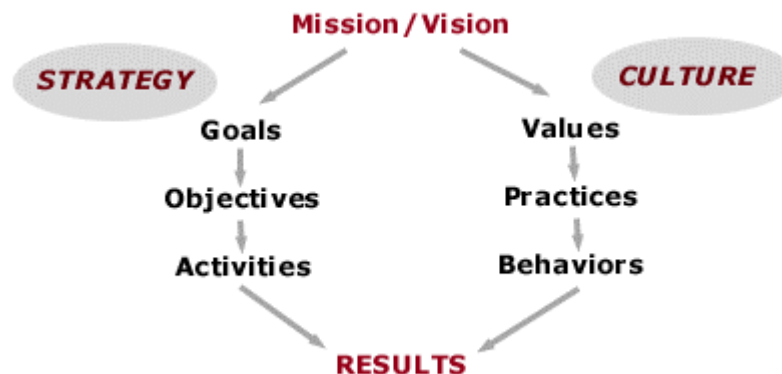 Mission / Vision
STRATEGY
CULTURE
Goals
Values
Objectives
Practices
Activities
Behaviors
RESULTS